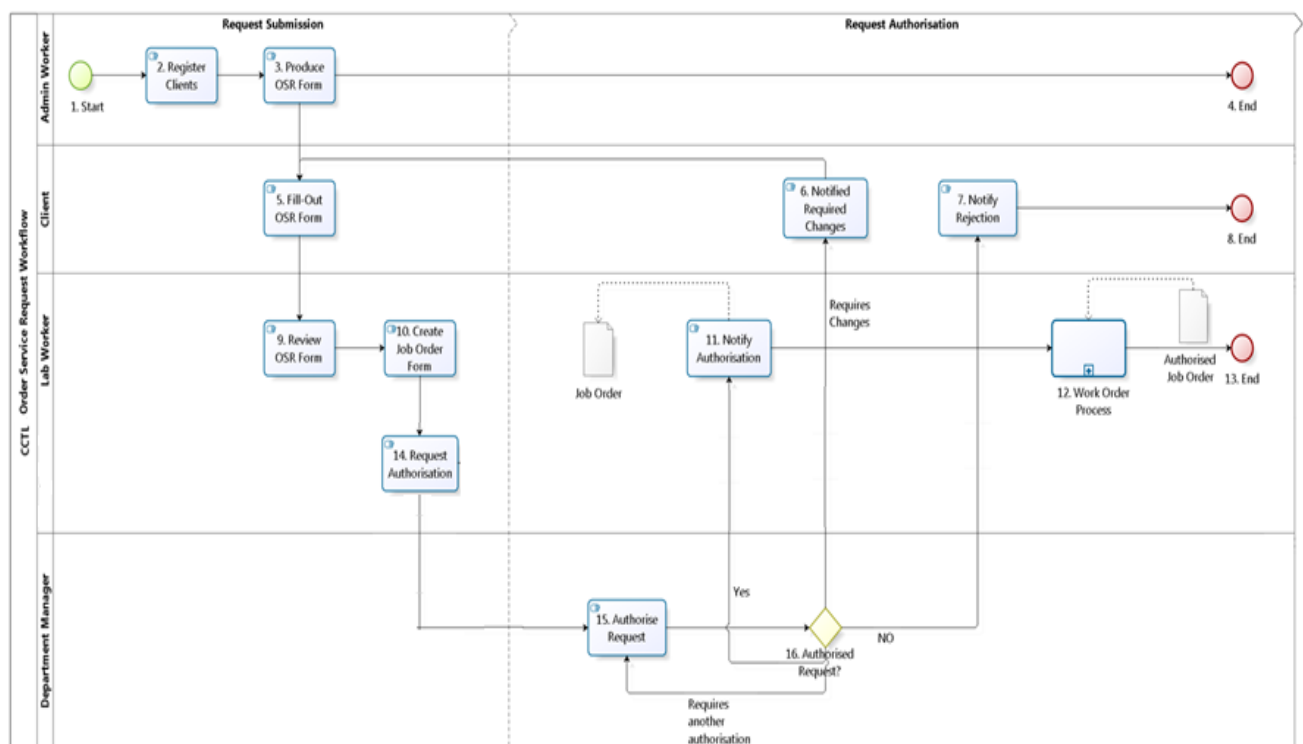 Request Submission
Request Authorisation
CCTL Order Service Request Workflow
Admin Worker
1. Start
2. Register
Clients
3. Produce
OSR Form
4. End
Client
5. Fill-Out
OSR Form
6. Notified
Required
Changes
7. Notify
Rejection
8. End
Lab Worker
9. Review
OSR Form
10. Create
Job Order
Form
Job Order
11. Notify
Authorisation
Requires
Changes
12. Work Order
Process
Authorised
Job Order
13. End
14. Request
Authorisation
Department Manager
15. Authorise
Request
Yes
16. Authorised
Request?
NO
Requires
another
authorisation